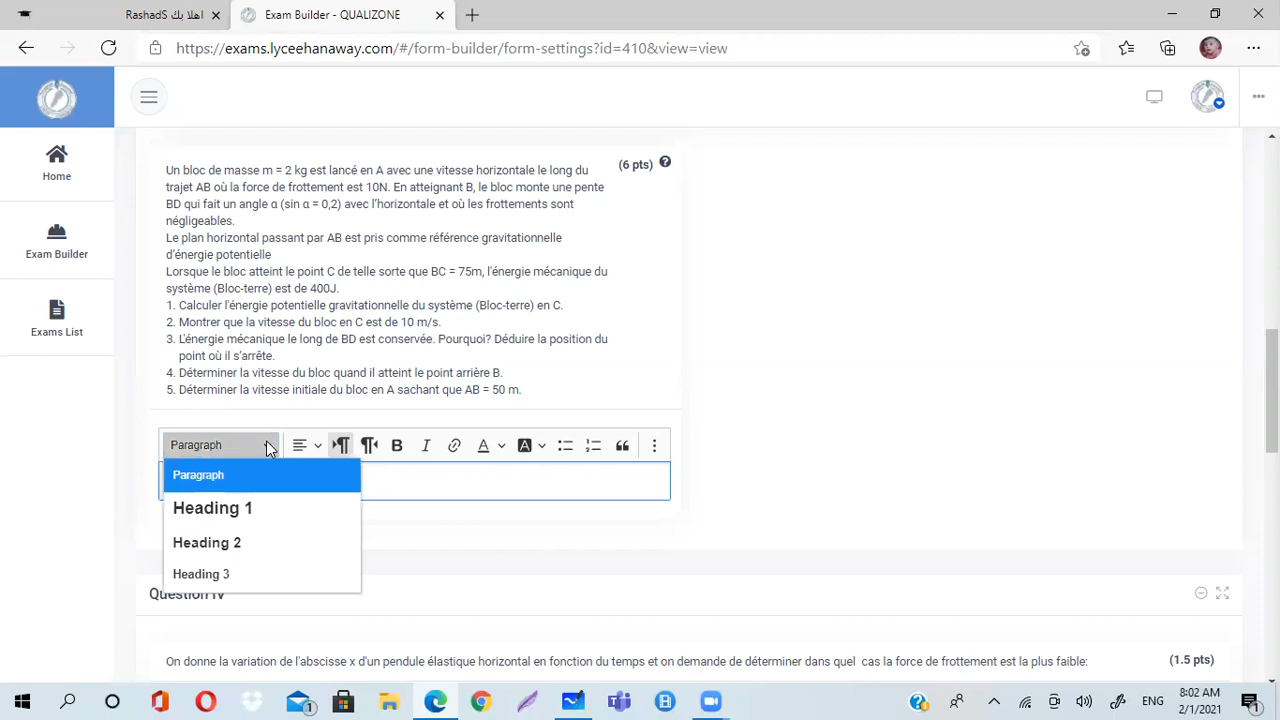 RashadS اهلا بك
Exam Builder - QUALIZONE
https://exams.lyceehanaway.com/#/form-builder/form-settings?id=410&view=view
Home
Exam Builder
Exams List
Un bloc de masse m = 2 kg est lancé en A avec une vitesse horizontale le long du
(6 pts)
trajet AB où la force de frottement est 10N. En atteignant B, le bloc monte une pente
BD qui fait un angle α (sin α = 0,2) avec l'horizontale et où les frottements sont
négligeables.
Le plan horizontal passant par AB est pris comme référence gravitationnelle
d'énergie potentielle
Lorsque le bloc atteint le point C de telle sorte que BC = 75m, l'énergie mécanique du
système (Bloc-terre) est de 400J.
1. Calculer l'énergie potentielle gravitationnelle du système (Bloc-terre) en C.
2. Montrer que la vitesse du bloc en C est de 10 m/s.
3. L'énergie mécanique le long de BD est conservée. Pourquoi? Déduire la position du
point où il s'arrête.
4. Déterminer la vitesse du bloc quand il atteint le point arrière B.
5. Déterminer la vitesse initiale du bloc en A sachant que AB = 50 m.
Paragraph
Paragraph
Heading 1
Heading 2
Heading 3
Question IV
On donne la variation de l'abscisse x d'un pendule élastique horizontal en fonction du temps et on demande de déterminer dans quel cas la force de frottement est la plus faible:
(1.5 pts)
ENG
8:02 AM
2/1/2021